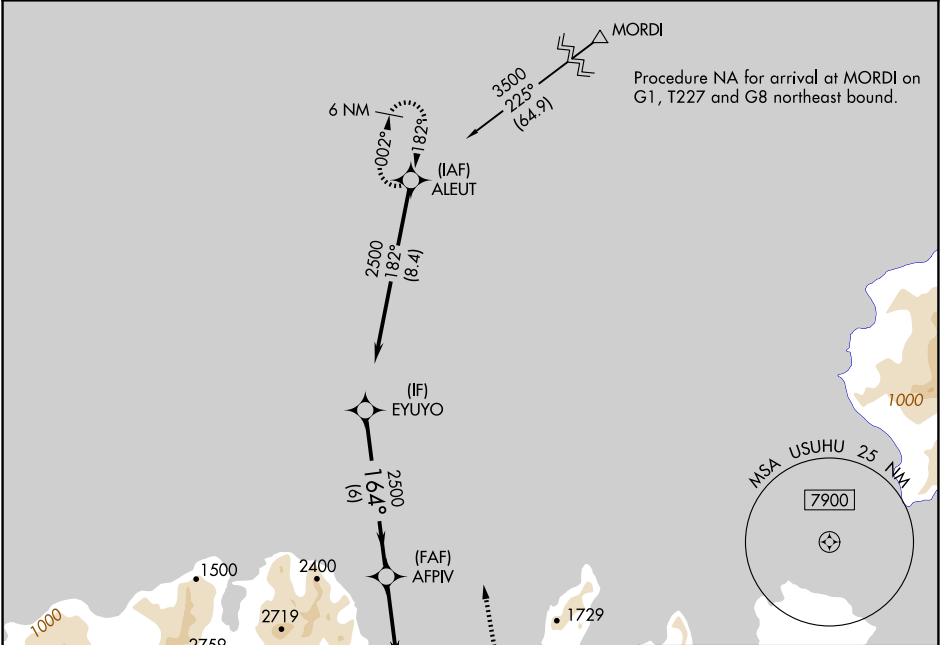 MORDI
Procedure NA for arrival at MORDI on
G1, T227 and G8 northeast bound.
3500
225°
(64.9)
6 NM
002°
182°
(IAF)
ALEUT
2500
182°
(8.4)
(IF)
EYUYO
2500
164°
(6)
(FAF)
AFPIV
1000
MSA USUHU 25 NM
7900
1500
2400
2719
1729
1000
2759